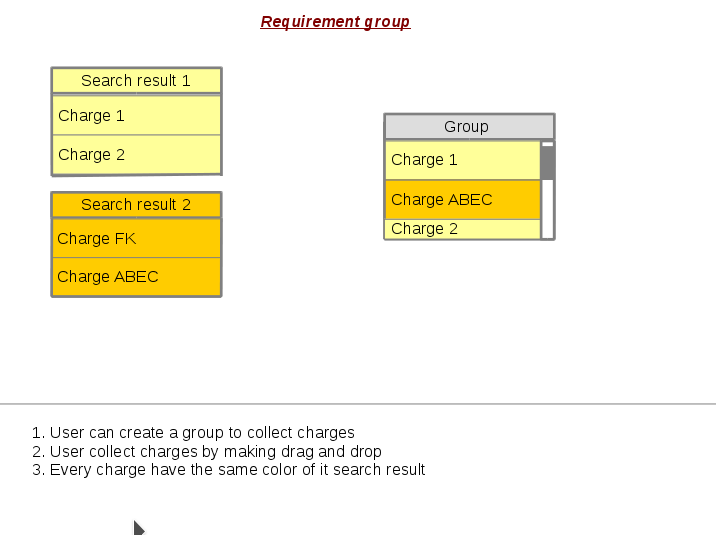 Requirement group
Search result 1
Charge 1
Charge 2
Search result 2
Charge FK
Charge ABEC
Group
Charge 1
Charge ABEC
Charge 2
1. User can create a group to collect charges
2. User collect charges by making drag and drop
3. Every charge have the same color of it search result